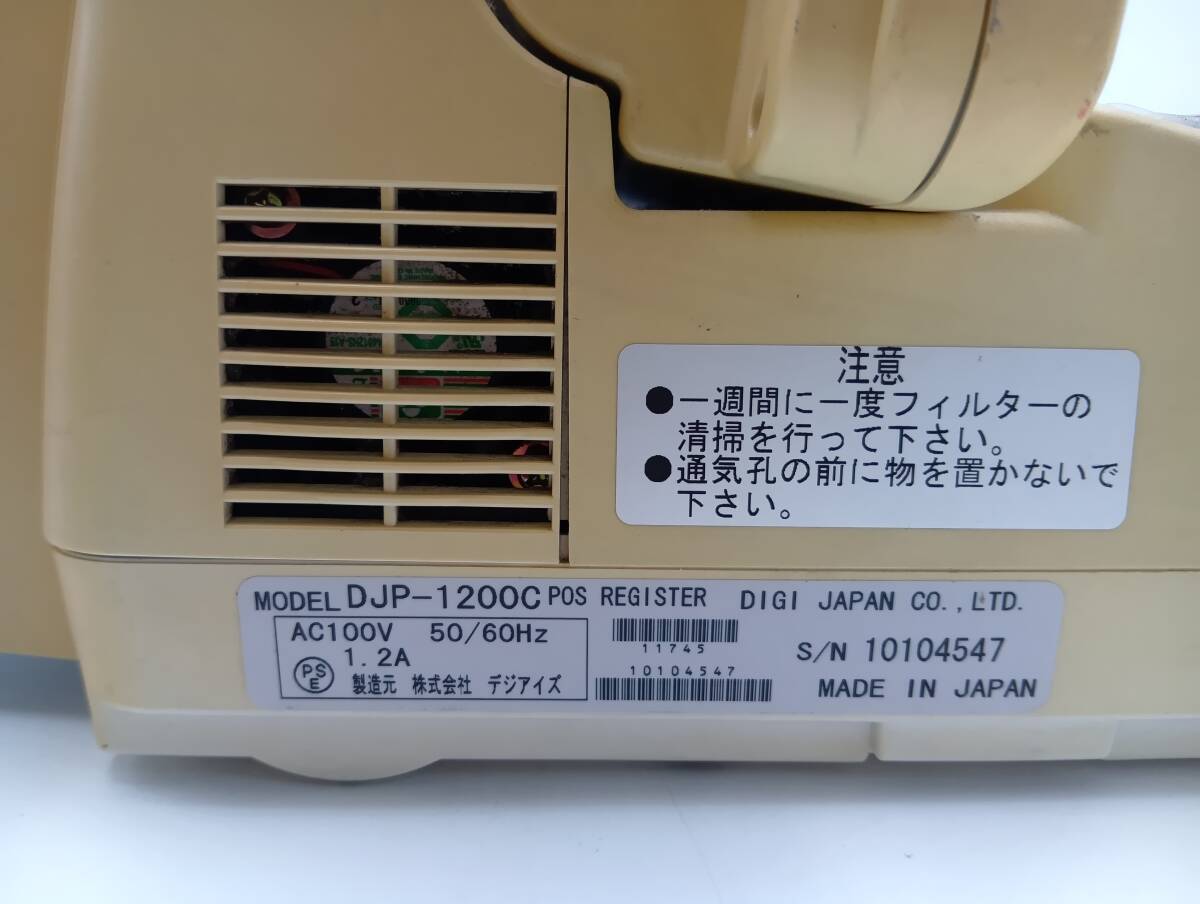 注意
●一週間に一度フィルターの
清掃を行って下さい。
●通気孔の前に物を置かないで
下さい。
MODEL DJP-1200C POS REGISTER DIGI JAPAN CO.,LTD.
AC100V 50/60Hz
1.2A
PSE 製造元 株式会社 デジアイズ
11745
10104547
S/N 10104547
MADE IN JAPAN